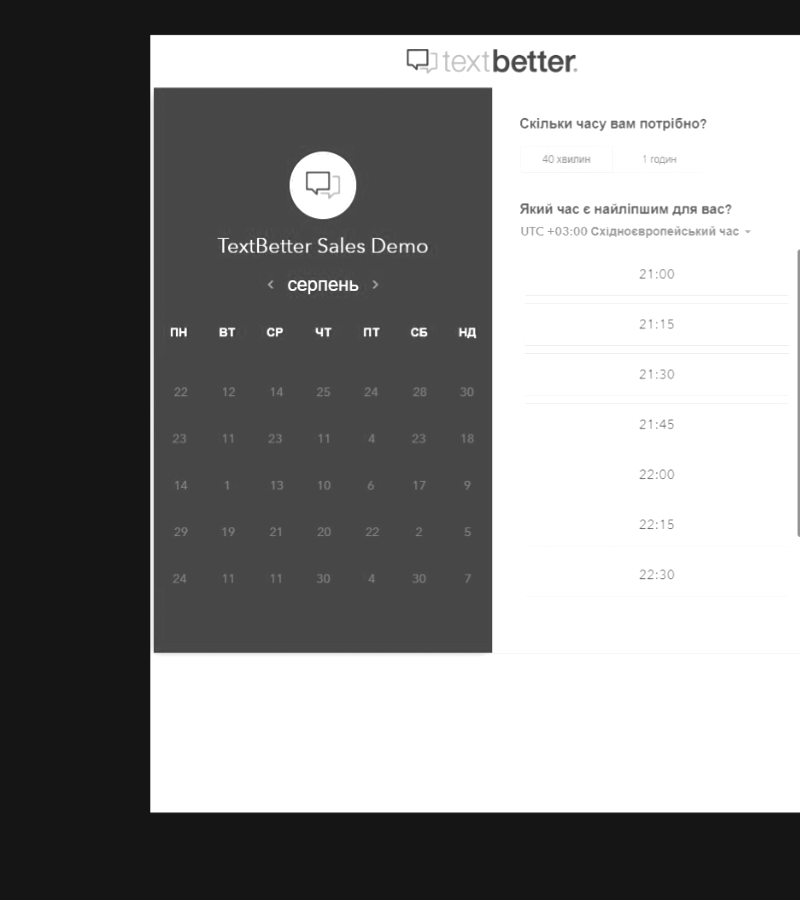 textbetter.
TextBetter Sales Demo
серпень
ПН ВТ СР ЧТ ПТ СБ НД
22 12 14 25 24 28 30
23 11 23 11 4 23 18
14 1 13 10 6 17 9
29 19 21 20 22 2 5
24 11 11 30 4 30 7
Скільки часу вам потрібно?
40 хвилин 1 годин
Який час є найліпшим для вас?
UTC +03:00 Східноєвропейський час
21:00
21:15
21:30
21:45
22:00
22:15
22:30